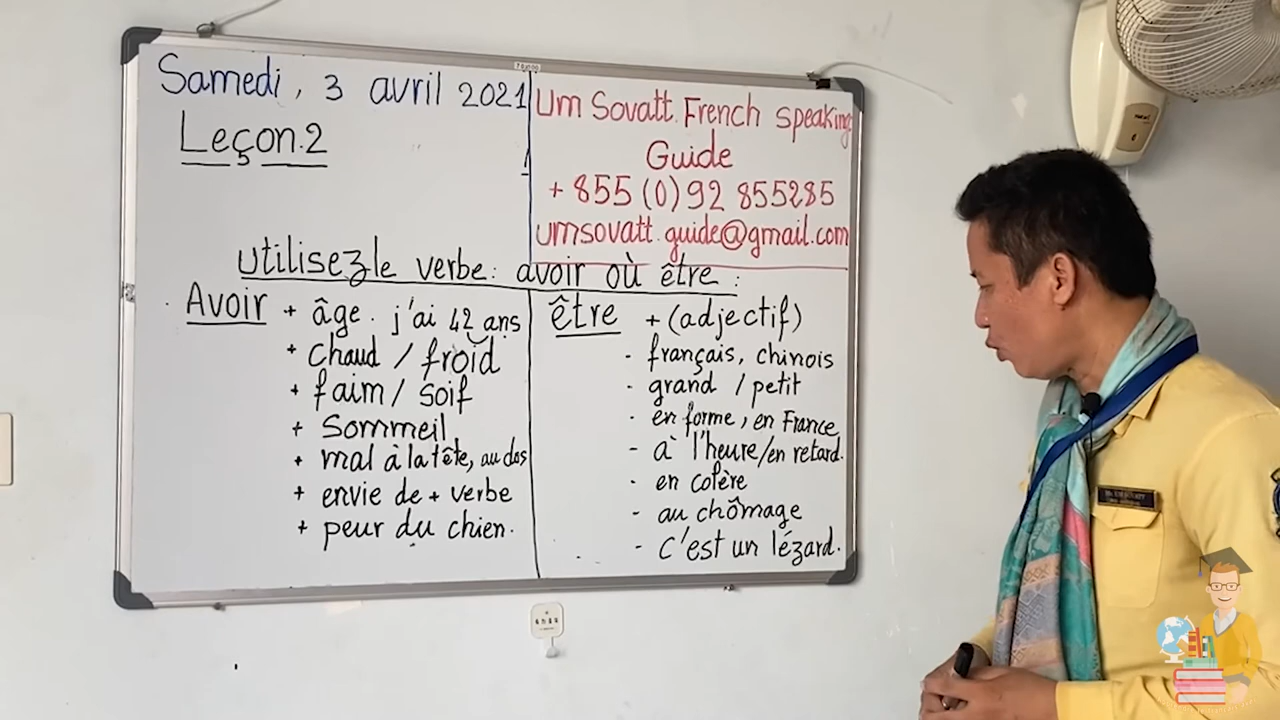 Samedi, 3 avril 2021
Leçon.2
Um Sovatt. French speaking
Guide
+ 855 (0) 92 855285
umsovatt.guide@gmail.com
utilisez le verbe: avoir où être :
Avoir + âge. j'ai 42 ans
+ chaud / froid
+ faim / soif
+ sommeil
+ mal à la tête, au dos
+ envie de + verbe
+ peur du chien.
être + (adjectif)
- français, chinois
- grand / petit
- en forme, en France
- à l'heure/en retard.
- en colère
- au chômage
- c'est un lézard.